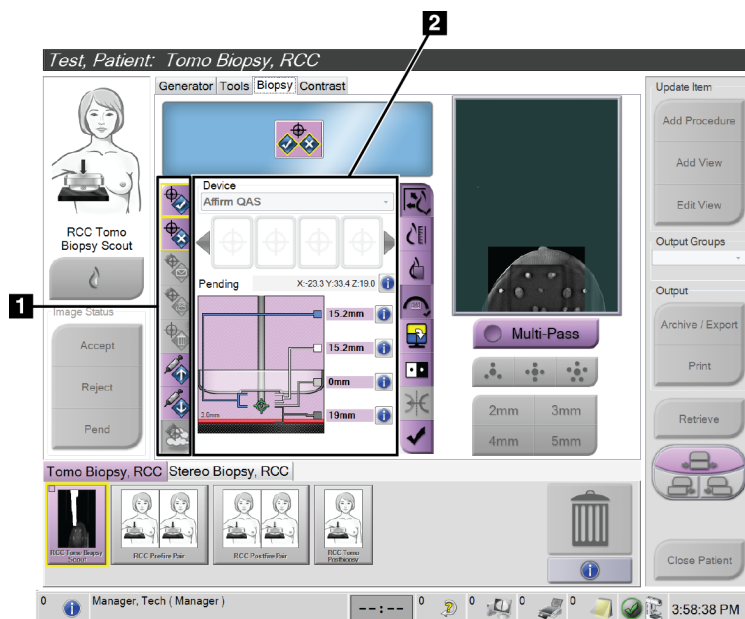 2
Test, Patient: Tomo Biopsy, RCC
Generator Tools Biopsy Contrast
Update Item
Add Procedure
Add View
Edit View
Output Groups
Output
Archive / Export
Print
Retrieve
Close Patient
RCC Tomo
Biopsy Scout
1
Image Status
Accept
Reject
Pend
Device
Affirm QAS
Pending X:-23.3 Y:33.4 Z:19.0
15.2mm
15.2mm
0mm
19mm
3.0mm
Multi-Pass
2mm 3mm
4mm 5mm
Tomo Biopsy, RCC Stereo Biopsy, RCC
RCC Tomo Biopsy
Scout
RCC Prefire Pair
RCC Postfire Pair
RCC Tomo
Postbiopsy
0 Manager, Tech ( Manager ) --:-- 0 0 0 0 3:58:38 PM